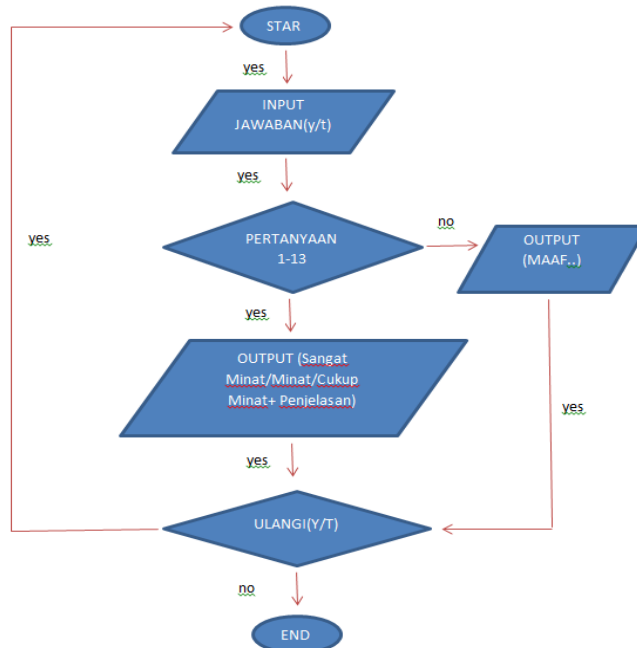 STAR
yes
INPUT
JAWABAN(y/t)
yes
PERTANYAAN
1-13
no
OUTPUT
(MAAF..)
yes
yes
OUTPUT (Sangat
Minat/Minat/Cukup
Minat+ Penjelasan)
yes
yes
ULANGI(Y/T)
no
END